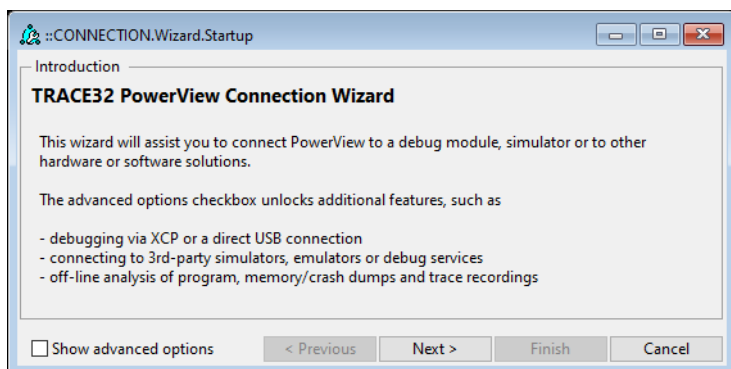 ::CONNECTION.Wizard.Startup
Introduction
TRACE32 PowerView Connection Wizard
This wizard will assist you to connect PowerView to a debug module, simulator or to other
hardware or software solutions.
The advanced options checkbox unlocks additional features, such as
- debugging via XCP or a direct USB connection
- connecting to 3rd-party simulators, emulators or debug services
- off-line analysis of program, memory/crash dumps and trace recordings
Show advanced options < Previous Next > Finish Cancel